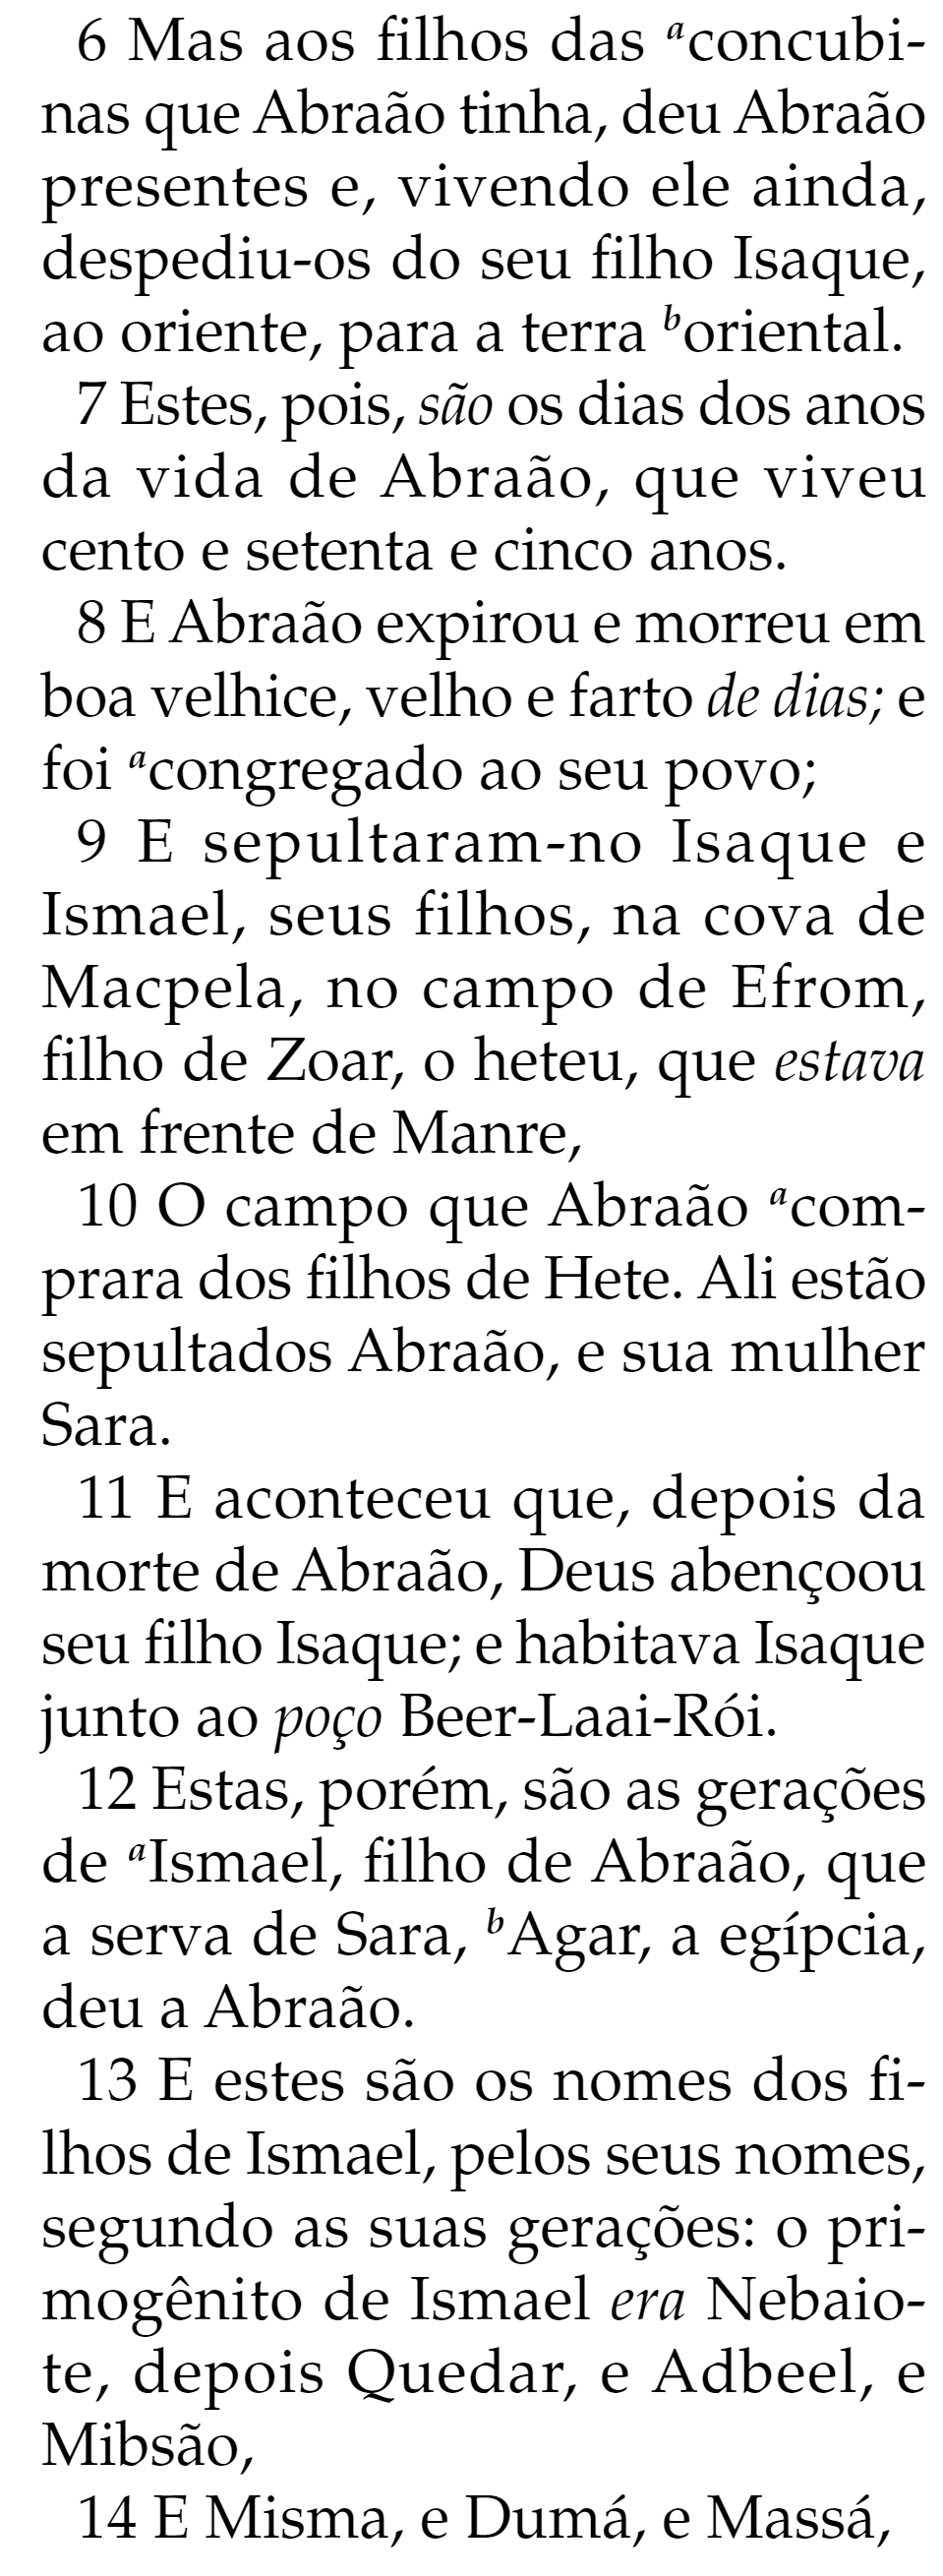 6 Mas aos filhos das ᵃconcubi-
nas que Abraão tinha, deu Abraão
presentes e, vivendo ele ainda,
despediu-os do seu filho Isaque,
ao oriente, para a terra ᵇoriental.
7 Estes, pois, são os dias dos anos
da vida de Abraão, que viveu
cento e setenta e cinco anos.
8 E Abraão expirou e morreu em
boa velhice, velho e farto de dias; e
foi ᵃcongregado ao seu povo;
9 E sepultaram-no Isaque e
Ismael, seus filhos, na cova de
Macpela, no campo de Efrom,
filho de Zoar, o heteu, que estava
em frente de Manre,
10 O campo que Abraão ᵃcom-
prara dos filhos de Hete. Ali estão
sepultados Abraão, e sua mulher
Sara.
11 E aconteceu que, depois da
morte de Abraão, Deus abençoou
seu filho Isaque; e habitava Isaque
junto ao poço Beer-Laai-Rói.
12 Estas, porém, são as gerações
de ᵃIsmael, filho de Abraão, que
a serva de Sara, ᵇAgar, a egípcia,
deu a Abraão.
13 E estes são os nomes dos fi-
lhos de Ismael, pelos seus nomes,
segundo as suas gerações: o pri-
mogênito de Ismael era Nebaio-
te, depois Quedar, e Adbeel, e
Mibsão,
14 E Misma, e Dumá, e Massá,